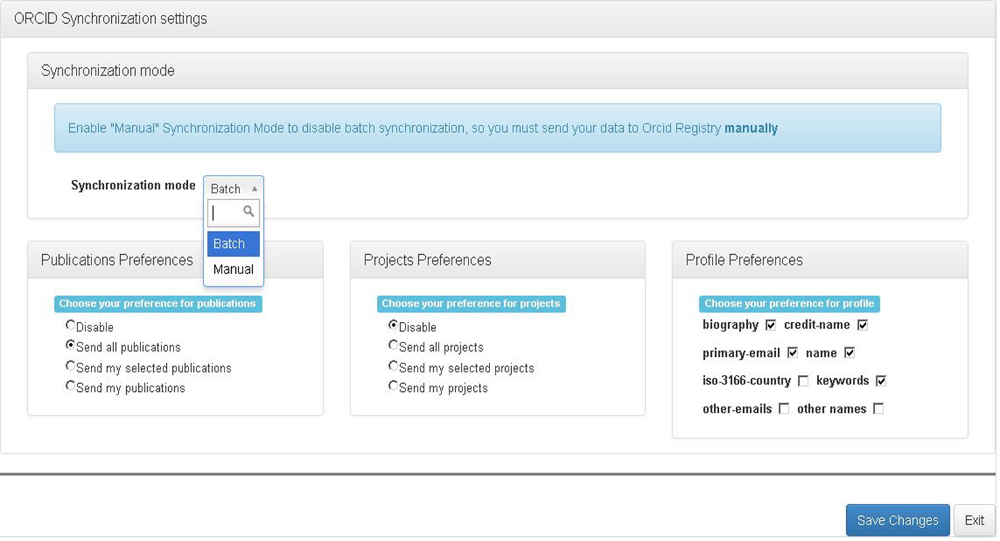 ORCID Synchronization settings
Synchronization mode
Enable "Manual" Synchronization Mode to disable batch synchronization, so you must send your data to Orcid Registry manually
Synchronization mode
Batch
Batch
Manual
Publications Preferences
Choose your preference for publications
Disable
Send all publications
Send my selected publications
Send my publications
Projects Preferences
Choose your preference for projects
Disable
Send all projects
Send my selected projects
Send my projects
Profile Preferences
Choose your preference for profile
biography credit-name
primary-email name
iso-3166-country keywords
other-emails other names
Save Changes
Exit